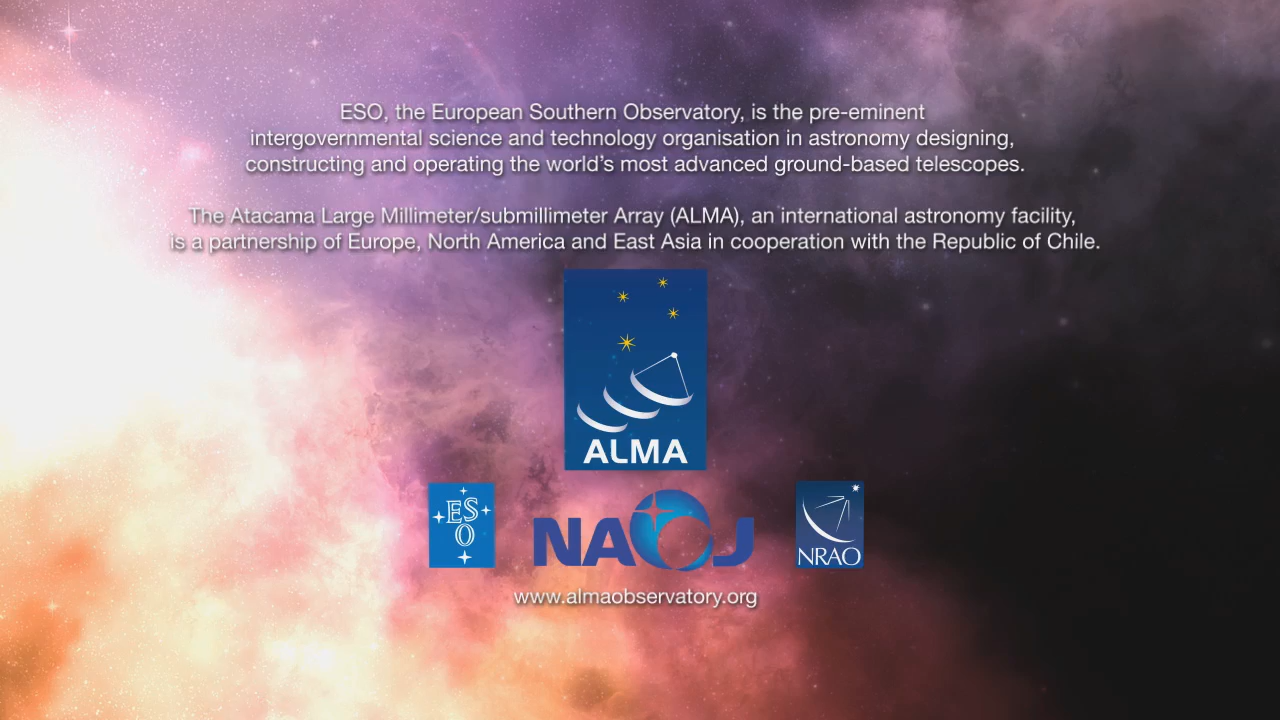 ESO, the European Southern Observatory, is the pre-eminent
intergovernmental science and technology organisation in astronomy designing,
constructing and operating the world's most advanced ground-based telescopes.
The Atacama Large Millimeter/submillimeter Array (ALMA), an international astronomy facility,
is a partnership of Europe, North America and East Asia in cooperation with the Republic of Chile.
ALMA
ESO
NAOJ
NRAO
www.almaobservatory.org